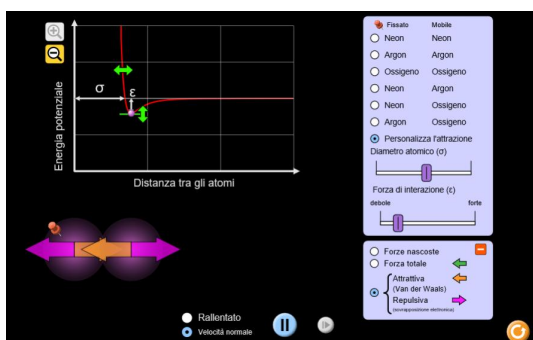 Energia potenziale
σ
ε
Distanza tra gli atomi
Fissato Mobile
Neon Neon
Argon Argon
Ossigeno Ossigeno
Neon Argon
Neon Ossigeno
Argon Ossigeno
Personalizza l'attrazione
Diametro atomico (σ)
Forza di interazione (ε)
debole forte
Forze nascoste
Forza totale
Attrattiva
(Van der Waals)
Repulsiva
(sovrapposizione elettronica)
Rallentato
Velocità normale